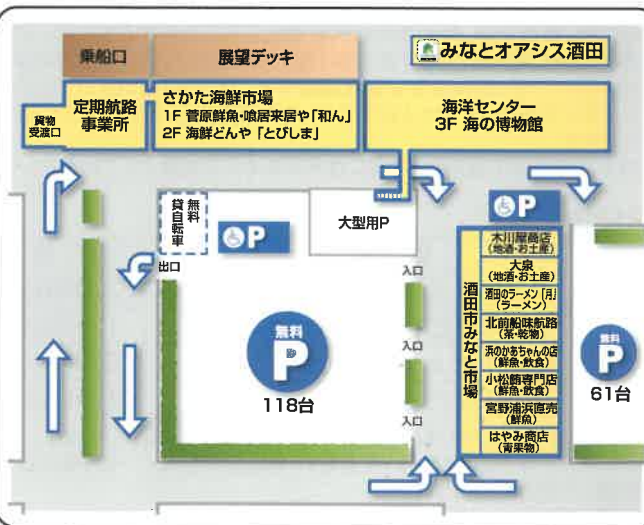 乗船口
展望デッキ
みなとオアシス酒田
貨物
受渡口
定期航路
事業所
さかた海鮮市場
1F 菅原鮮魚・喰居来居や「和ん」
2F 海鮮どんや「とびしま」
海洋センター
3F 海の博物館
無料
貸自転車
P
大型用P
P
出口
入口
入口
入口
無料
P
118台
酒田市みなと市場
木川屋商店
(地酒・お土産)
大泉
(地酒・お土産)
酒田のラーメン「月」
(ラーメン)
北前船味航路
(茶・乾物)
浜のかあちゃんの店
(鮮魚・飲食)
小松鮪専門店
(鮮魚・飲食)
宮野浦浜直売
(鮮魚)
はやみ商店
(青果物)
無料
P
61台